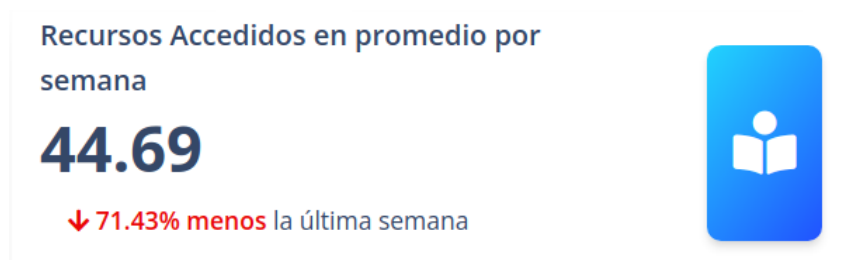 Recursos Accedidos en promedio por
semana
44.69
71.43% menos la última semana